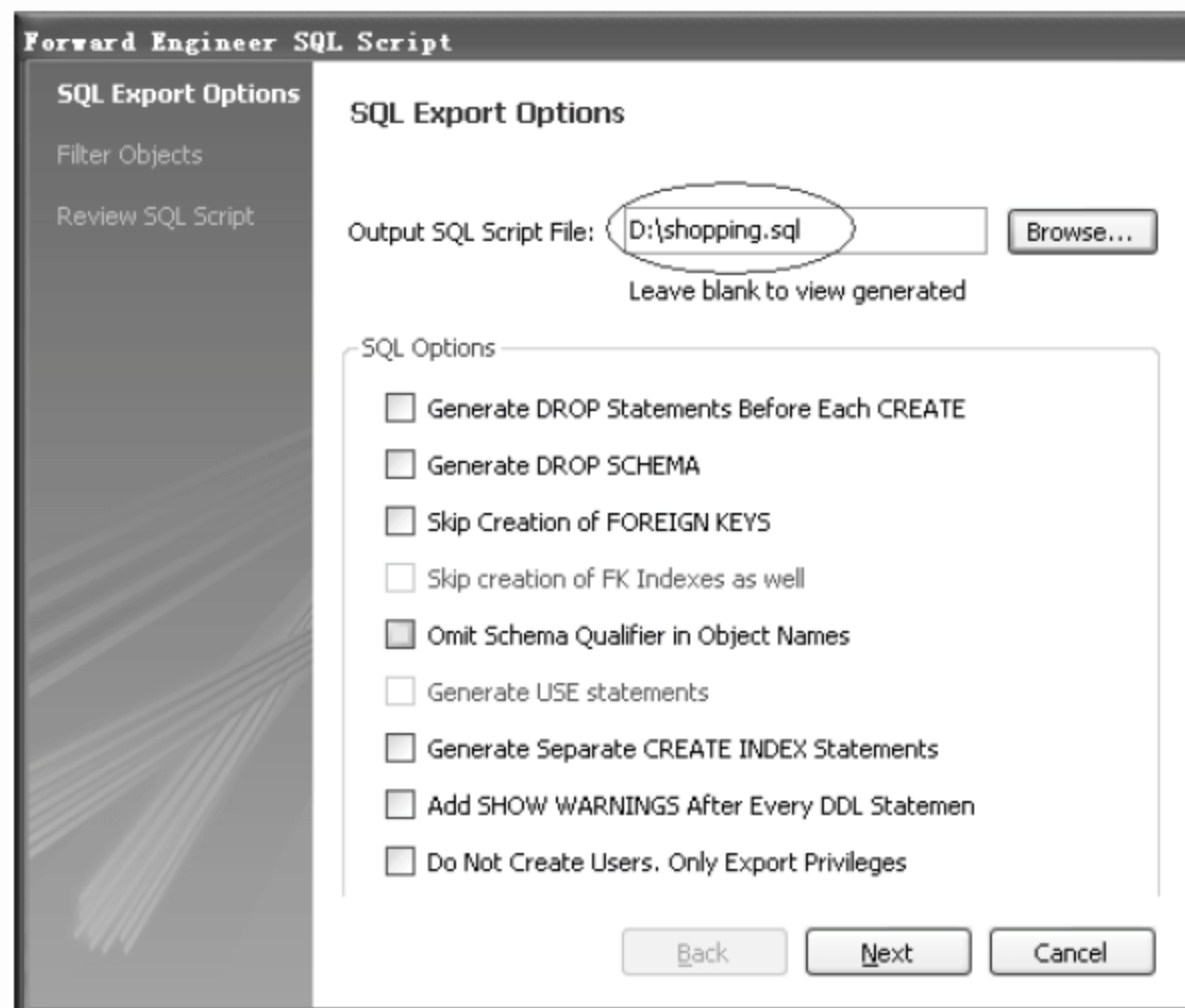 Forward Engineer SQL Script
SQL Export Options
Filter Objects
Review SQL Script
SQL Export Options
Output SQL Script File: D:\shopping.sql Browse...
Leave blank to view generated
SQL Options
Generate DROP Statements Before Each CREATE
Generate DROP SCHEMA
Skip Creation of FOREIGN KEYS
Skip creation of FK Indexes as well
Omit Schema Qualifier in Object Names
Generate USE statements
Generate Separate CREATE INDEX Statements
Add SHOW WARNINGS After Every DDL Statemen
Do Not Create Users. Only Export Privileges
Back Next Cancel